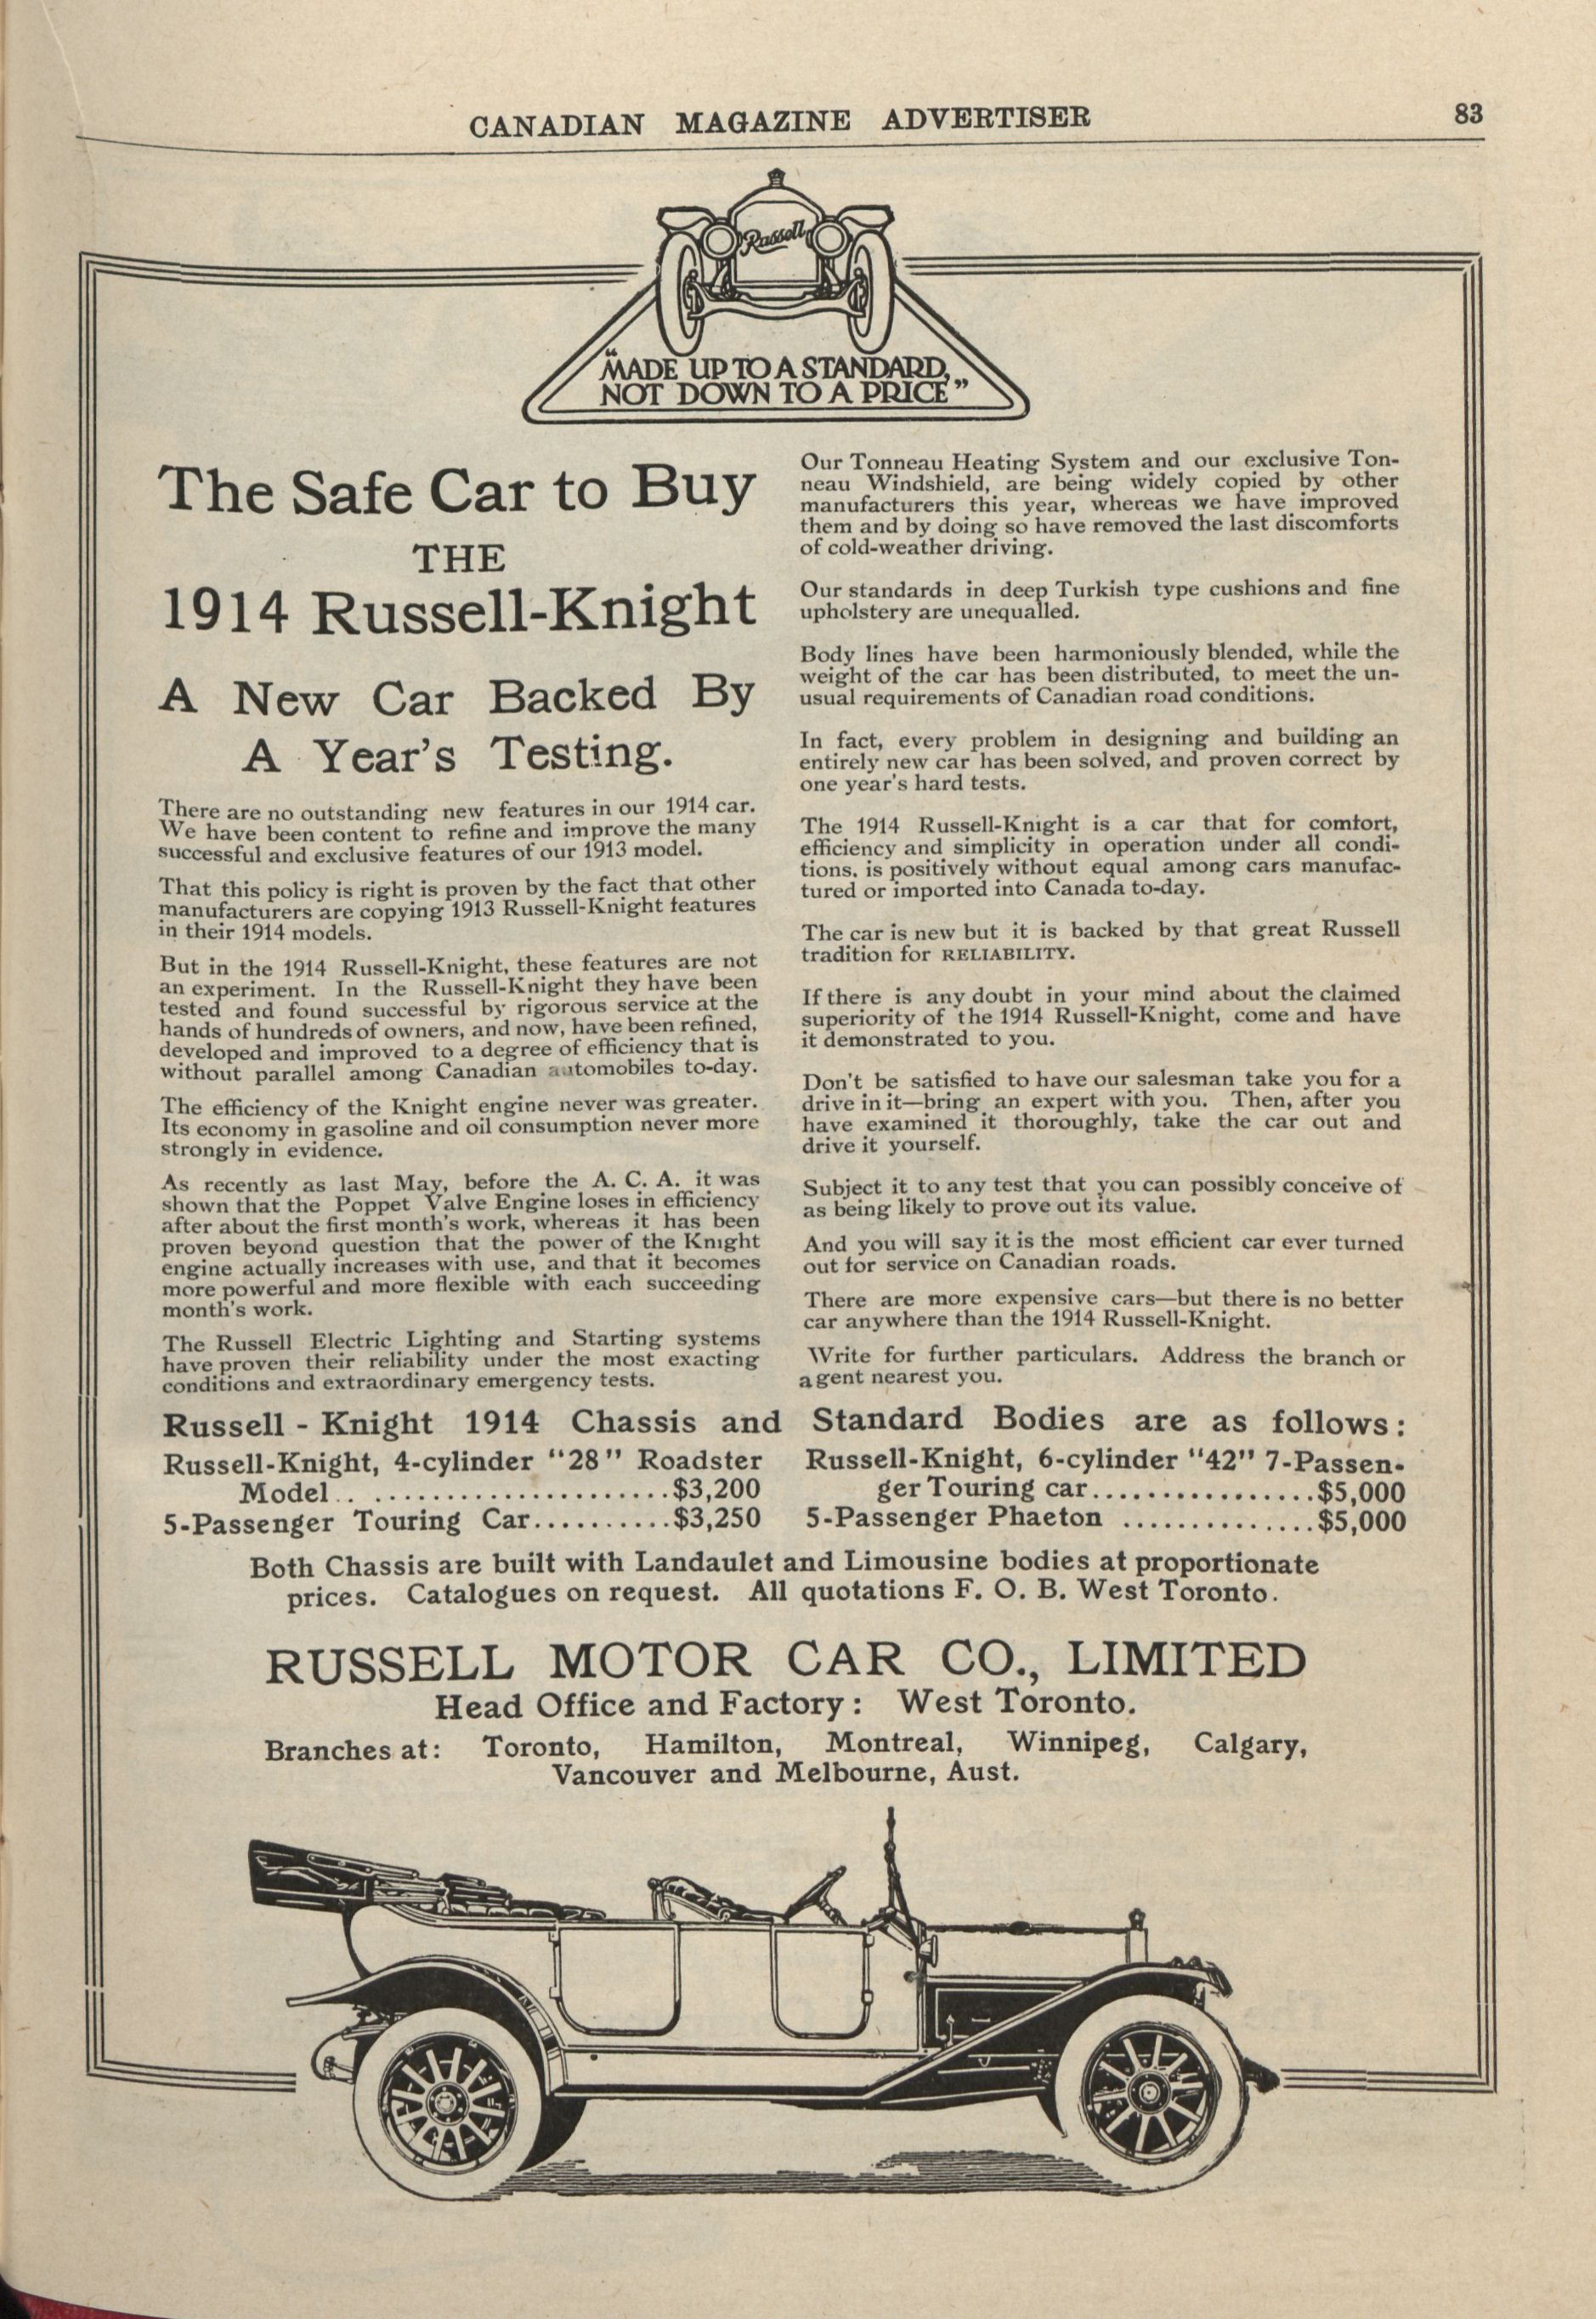 CANADIAN MAGAZINE ADVERTISER
83
Russell
"MADE UP TO A STANDARD,
NOT DOWN TO A PRICE"
The Safe Car to Buy
THE
1914 Russell-Knight
A New Car Backed By
A Year's Testing.
There are no outstanding new features in our 1914 car.
We have been content to refine and improve the many
successful and exclusive features of our 1913 model.
That this policy is right is proven by the fact that other
manufacturers are copying 1913 Russell-Knight features
in their 1914 models.
But in the 1914 Russell-Knight, these features are not
an experiment. In the Russell-Knight they have been
tested and found successful by rigorous service at the
hands of hundreds of owners, and now, have been refined,
developed and improved to a degree of efficiency that is
without parallel among Canadian automobiles to-day.
The efficiency of the Knight engine never was greater.
Its economy in gasoline and oil consumption never more
strongly in evidence.
As recently as last May, before the A. C. A. it was
shown that the Poppet Valve Engine loses in efficiency
after about the first month's work, whereas it has been
proven beyond question that the power of the Knight
engine actually increases with use, and that it becomes
more powerful and more flexible with each succeeding
month's work.
The Russell Electric Lighting and Starting systems
have proven their reliability under the most exacting
conditions and extraordinary emergency tests.
Our Tonneau Heating System and our exclusive Ton-
neau Windshield, are being widely copied by other
manufacturers this year, whereas we have improved
them and by doing so have removed the last discomforts
of cold-weather driving.
Our standards in deep Turkish type cushions and fine
upholstery are unequalled.
Body lines have been harmoniously blended, while the
weight of the car has been distributed, to meet the un-
usual requirements of Canadian road conditions.
In fact, every problem in designing and building an
entirely new car has been solved, and proven correct by
one year's hard tests.
The 1914 Russell-Knight is a car that for comfort,
efficiency and simplicity in operation under all condi-
tions, is positively without equal among cars manufac-
tured or imported into Canada to-day.
The car is new but it is backed by that great Russell
tradition for RELIABILITY.
If there is any doubt in your mind about the claimed
superiority of the 1914 Russell-Knight, come and have
it demonstrated to you.
Don't be satisfied to have our salesman take you for a
drive in it—bring an expert with you. Then, after you
have examined it thoroughly, take the car out and
drive it yourself.
Subject it to any test that you can possibly conceive of
as being likely to prove out its value.
And you will say it is the most efficient car ever turned
out for service on Canadian roads.
There are more expensive cars—but there is no better
car anywhere than the 1914 Russell-Knight.
Write for further particulars. Address the branch or
agent nearest you.
Russell - Knight 1914 Chassis and Standard Bodies are as follows:
Russell-Knight, 4-cylinder "28" Roadster
Model.. ......................$3,200
5-Passenger Touring Car..........$3,250
Russell-Knight, 6-cylinder "42" 7-Passen-
ger Touring car................$5,000
5-Passenger Phaeton ..............$5,000
Both Chassis are built with Landaulet and Limousine bodies at proportionate
prices. Catalogues on request. All quotations F. O. B. West Toronto.
RUSSELL MOTOR CAR CO., LIMITED
Head Office and Factory: West Toronto.
Branches at: Toronto, Hamilton, Montreal, Winnipeg, Calgary,
Vancouver and Melbourne, Aust.